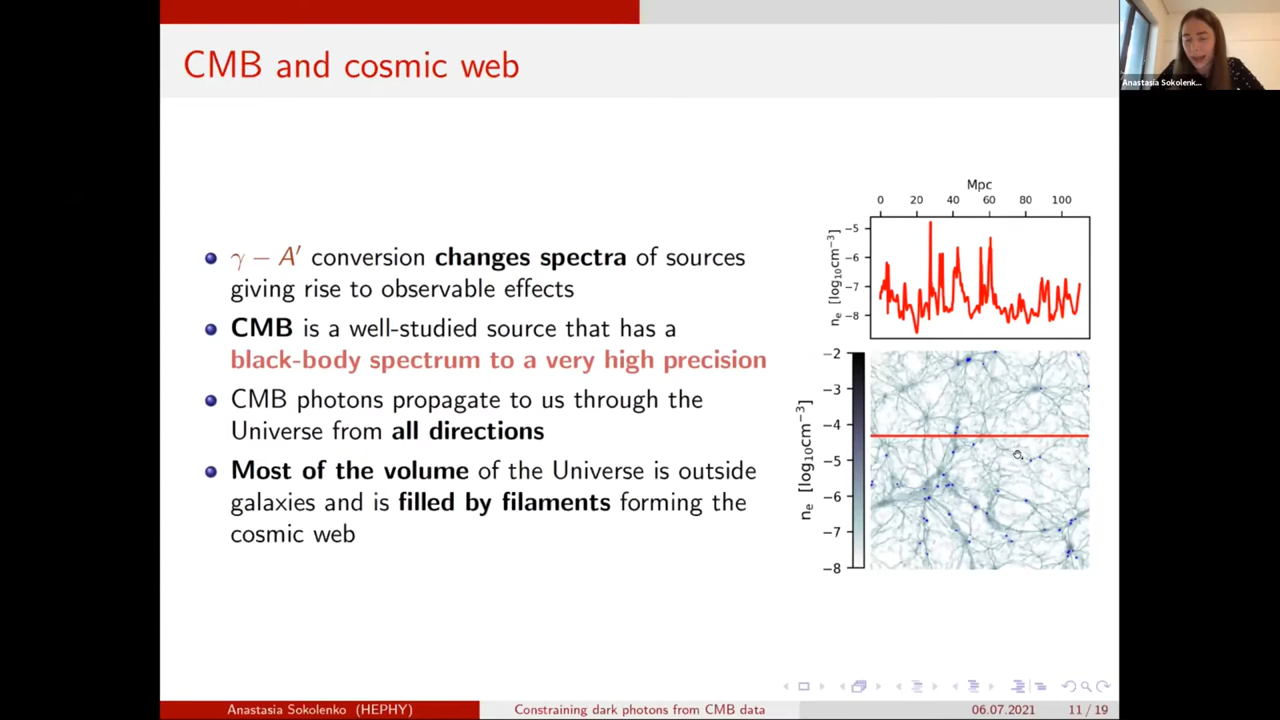 CMB and cosmic web
Anastasia Sokolenk...
γ − A′ conversion changes spectra of sources
giving rise to observable effects
CMB is a well-studied source that has a
black-body spectrum to a very high precision
CMB photons propagate to us through the
Universe from all directions
Most of the volume of the Universe is outside
galaxies and is filled by filaments forming the
cosmic web
Mpc
0 20 40 60 80 100
−5
−6
−7
−8
nₑ [log₁₀cm⁻³]
−2
−3
−4
−5
−6
−7
−8
nₑ [log₁₀cm⁻³]
Anastasia Sokolenko (HEPHY) Constraining dark photons from CMB data 06.07.2021 11 / 19